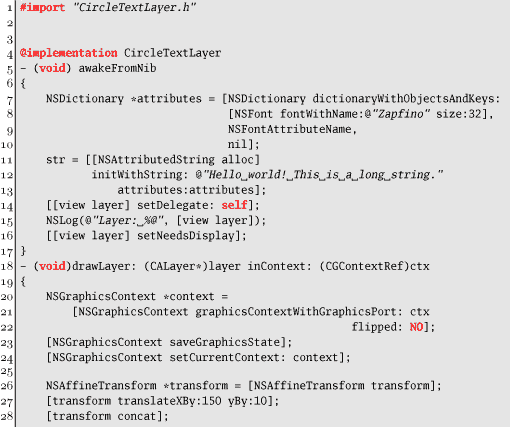 1 #import "CircleTextLayer.h"
2
3
4 @implementation CircleTextLayer
5 - (void) awakeFromNib
6 {
7 NSDictionary *attributes = [NSDictionary dictionaryWithObjectsAndKeys:
8 [NSFont fontWithName:@"Zapfino" size:32],
9 NSFontAttributeName,
10 nil];
11 str = [[NSAttributedString alloc]
12 initWithString: @"Hello␣world!␣This␣is␣a␣long␣string."
13 attributes:attributes];
14 [[view layer] setDelegate: self];
15 NSLog(@"Layer:␣%@", [view layer]);
16 [[view layer] setNeedsDisplay];
17 }
18 - (void)drawLayer: (CALayer*)layer inContext: (CGContextRef)ctx
19 {
20 NSGraphicsContext *context =
21 [NSGraphicsContext graphicsContextWithGraphicsPort: ctx
22 flipped: NO];
23 [NSGraphicsContext saveGraphicsState];
24 [NSGraphicsContext setCurrentContext: context];
25
26 NSAffineTransform *transform = [NSAffineTransform transform];
27 [transform translateXBy:150 yBy:10];
28 [transform concat];